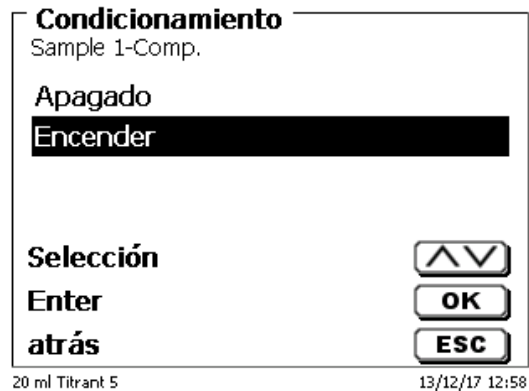 Condicionamiento
Sample 1-Comp.
Apagado
Encender
Selección
Enter OK
atrás ESC
20 ml Titrant 5 13/12/17 12:58